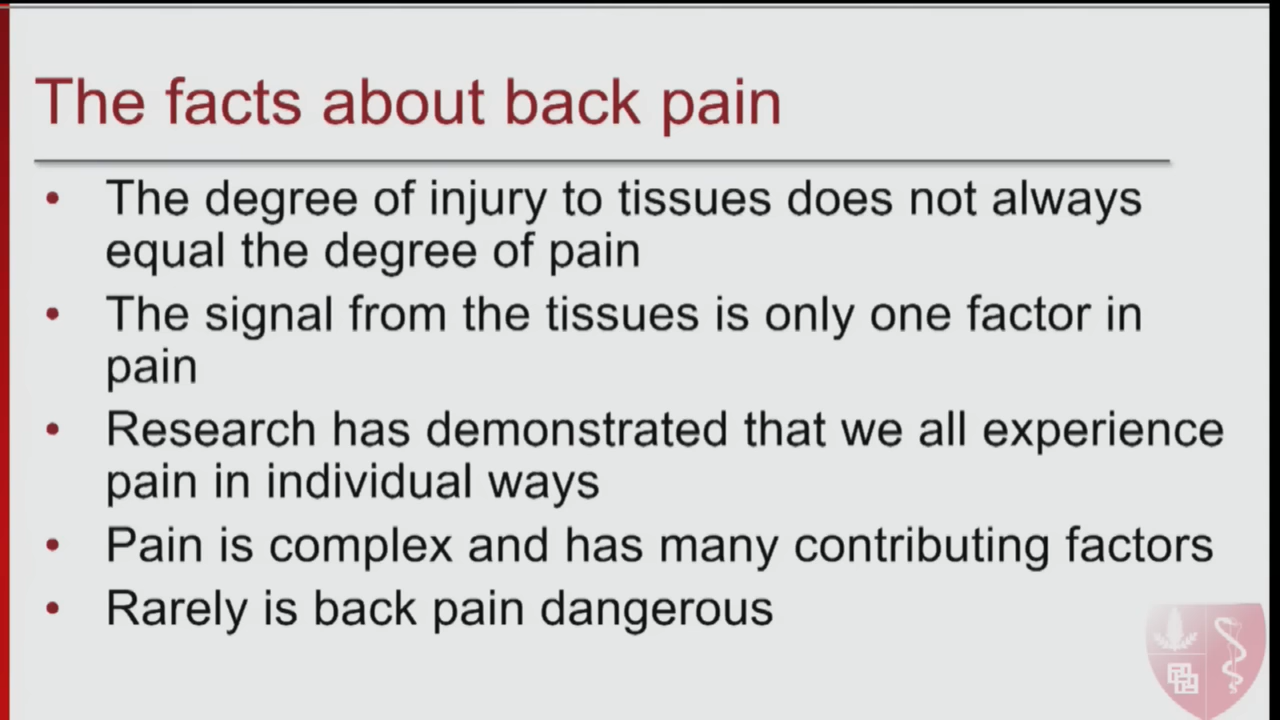 The facts about back pain
• The degree of injury to tissues does not always
equal the degree of pain
• The signal from the tissues is only one factor in
pain
• Research has demonstrated that we all experience
pain in individual ways
• Pain is complex and has many contributing factors
• Rarely is back pain dangerous